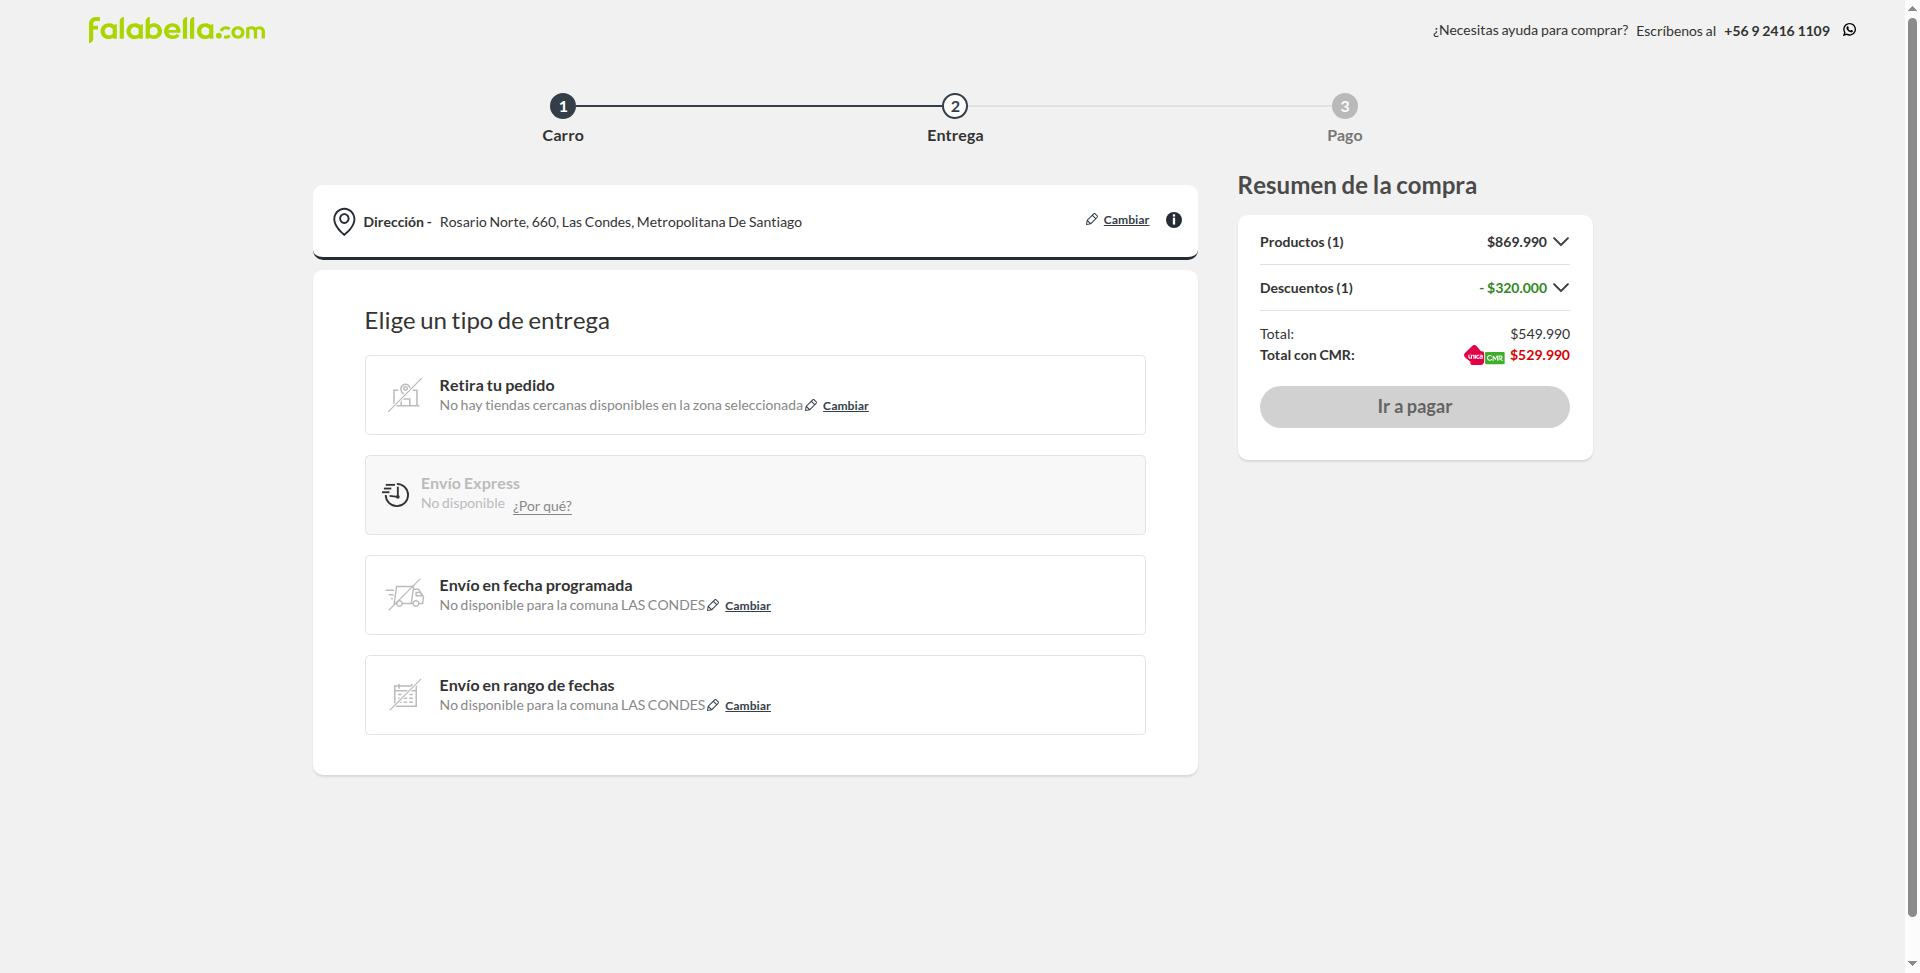 falabella.com
¿Necesitas ayuda para comprar? Escríbenos al +56 9 2416 1109
1 2 3
Carro Entrega Pago
Dirección - Rosario Norte, 660, Las Condes, Metropolitana De Santiago Cambiar
Elige un tipo de entrega
Retira tu pedido
No hay tiendas cercanas disponibles en la zona seleccionada Cambiar
Envío Express
No disponible ¿Por qué?
Envío en fecha programada
No disponible para la comuna LAS CONDES Cambiar
Envío en rango de fechas
No disponible para la comuna LAS CONDES Cambiar
Resumen de la compra
Productos (1) $869.990
Descuentos (1) - $320.000
Total: $549.990
Total con CMR: única CMR $529.990
Ir a pagar